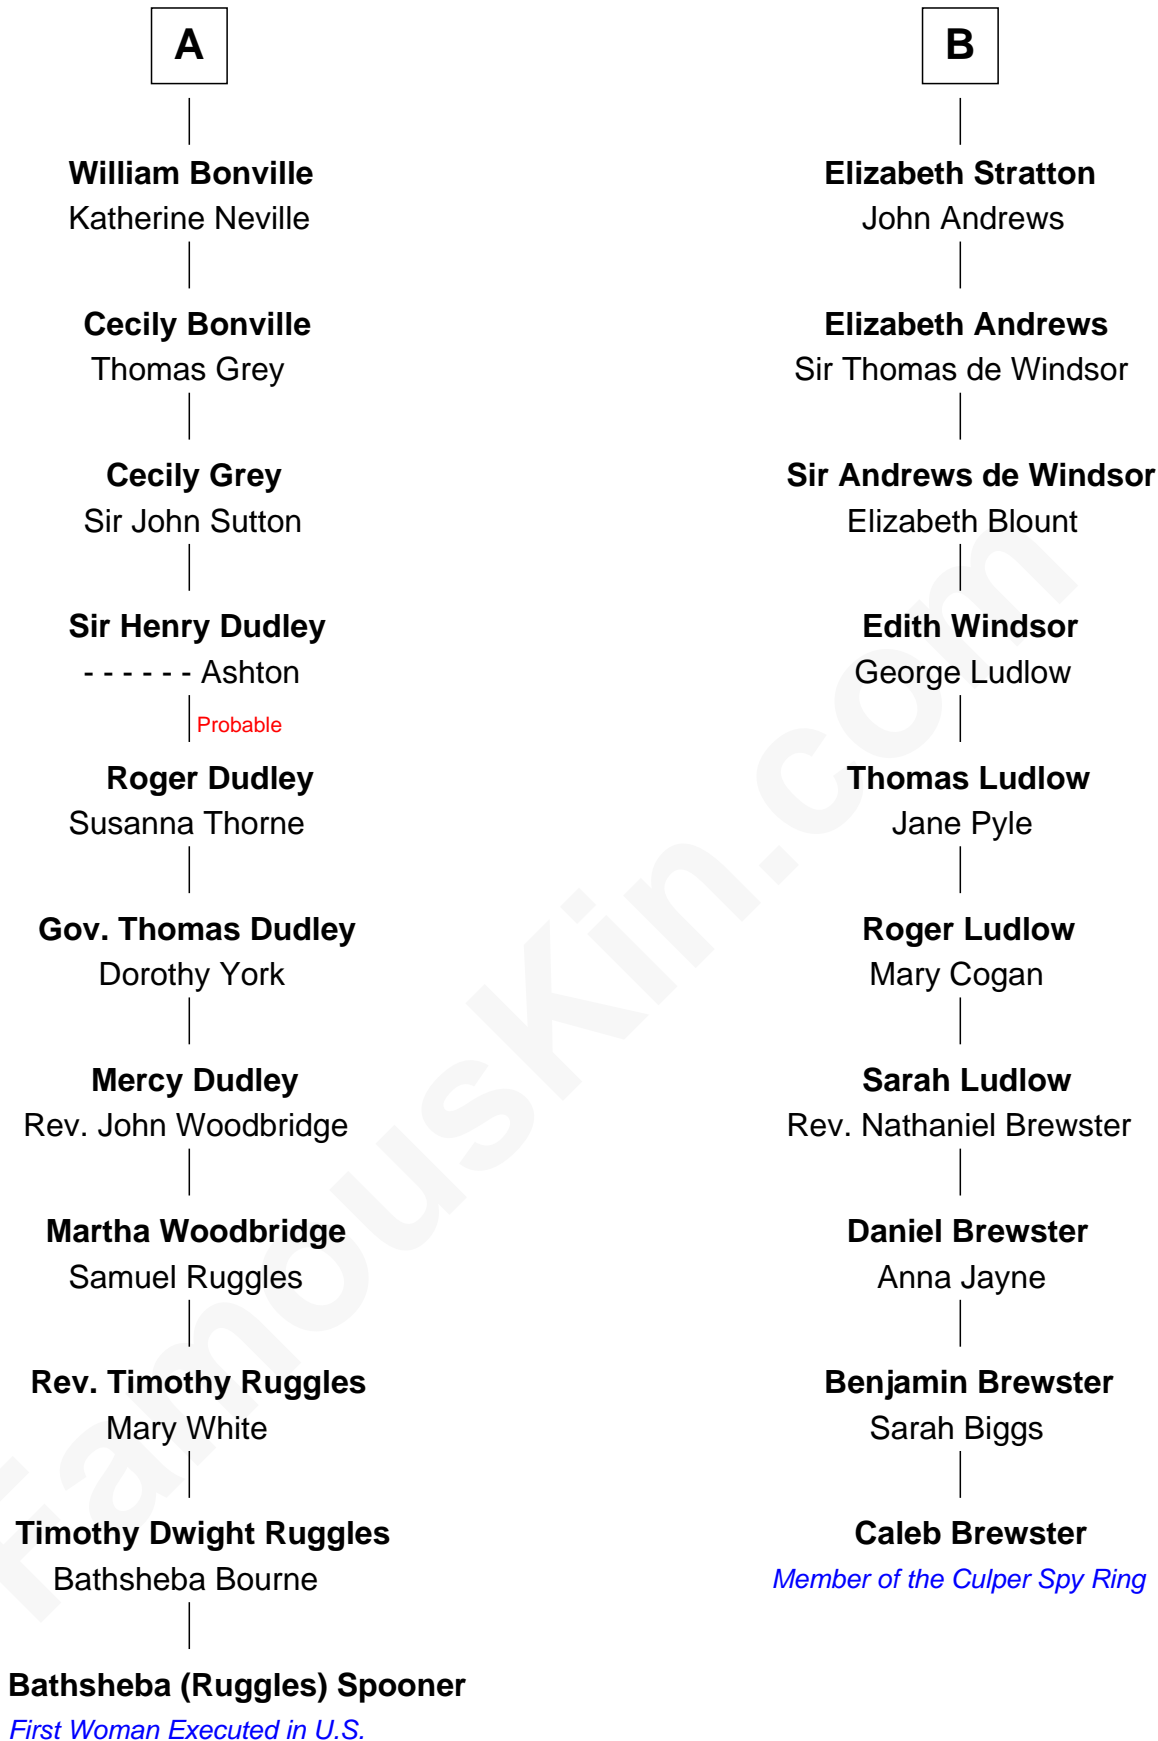 A
William Bonville
Katherine Neville
Cecily Bonville
Thomas Grey
Cecily Grey
Sir John Sutton
Sir Henry Dudley
- - - - - - Ashton
Probable
Roger Dudley
Susanna Thorne
Gov. Thomas Dudley
Dorothy York
Mercy Dudley
Rev. John Woodbridge
Martha Woodbridge
Samuel Ruggles
Rev. Timothy Ruggles
Mary White
Timothy Dwight Ruggles
Bathsheba Bourne
Bathsheba (Ruggles) Spooner
First Woman Executed in U.S.
B
Elizabeth Stratton
John Andrews
Elizabeth Andrews
Sir Thomas de Windsor
Sir Andrews de Windsor
Elizabeth Blount
Edith Windsor
George Ludlow
Thomas Ludlow
Jane Pyle
Roger Ludlow
Mary Cogan
Sarah Ludlow
Rev. Nathaniel Brewster
Daniel Brewster
Anna Jayne
Benjamin Brewster
Sarah Biggs
Caleb Brewster
Member of the Culper Spy Ring
FamousKin.com